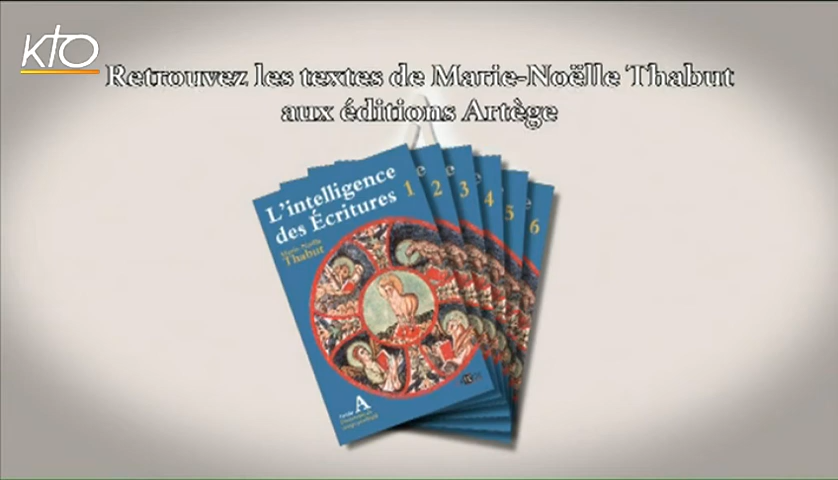 KTO
Retrouvez les textes de Marie-Noëlle Thabut
aux éditions Artège
L'intelligence
des Écritures
1
Marie-Noëlle
Thabut
A
e
2
e
3
e
4
e
5
e
6